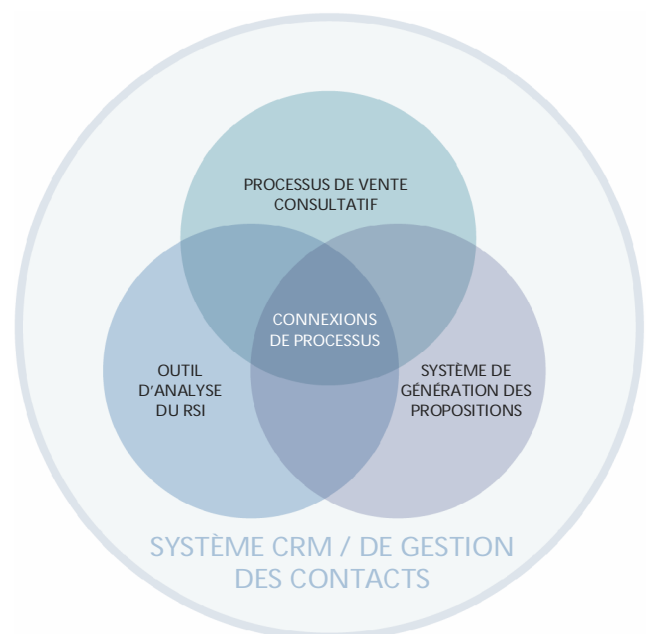 PROCESSUS DE VENTE
CONSULTATIF
CONNEXIONS
DE PROCESSUS
OUTIL
D'ANALYSE
DU RSI
SYSTÈME DE
GÉNÉRATION DES
PROPOSITIONS
SYSTÈME CRM / DE GESTION
DES CONTACTS